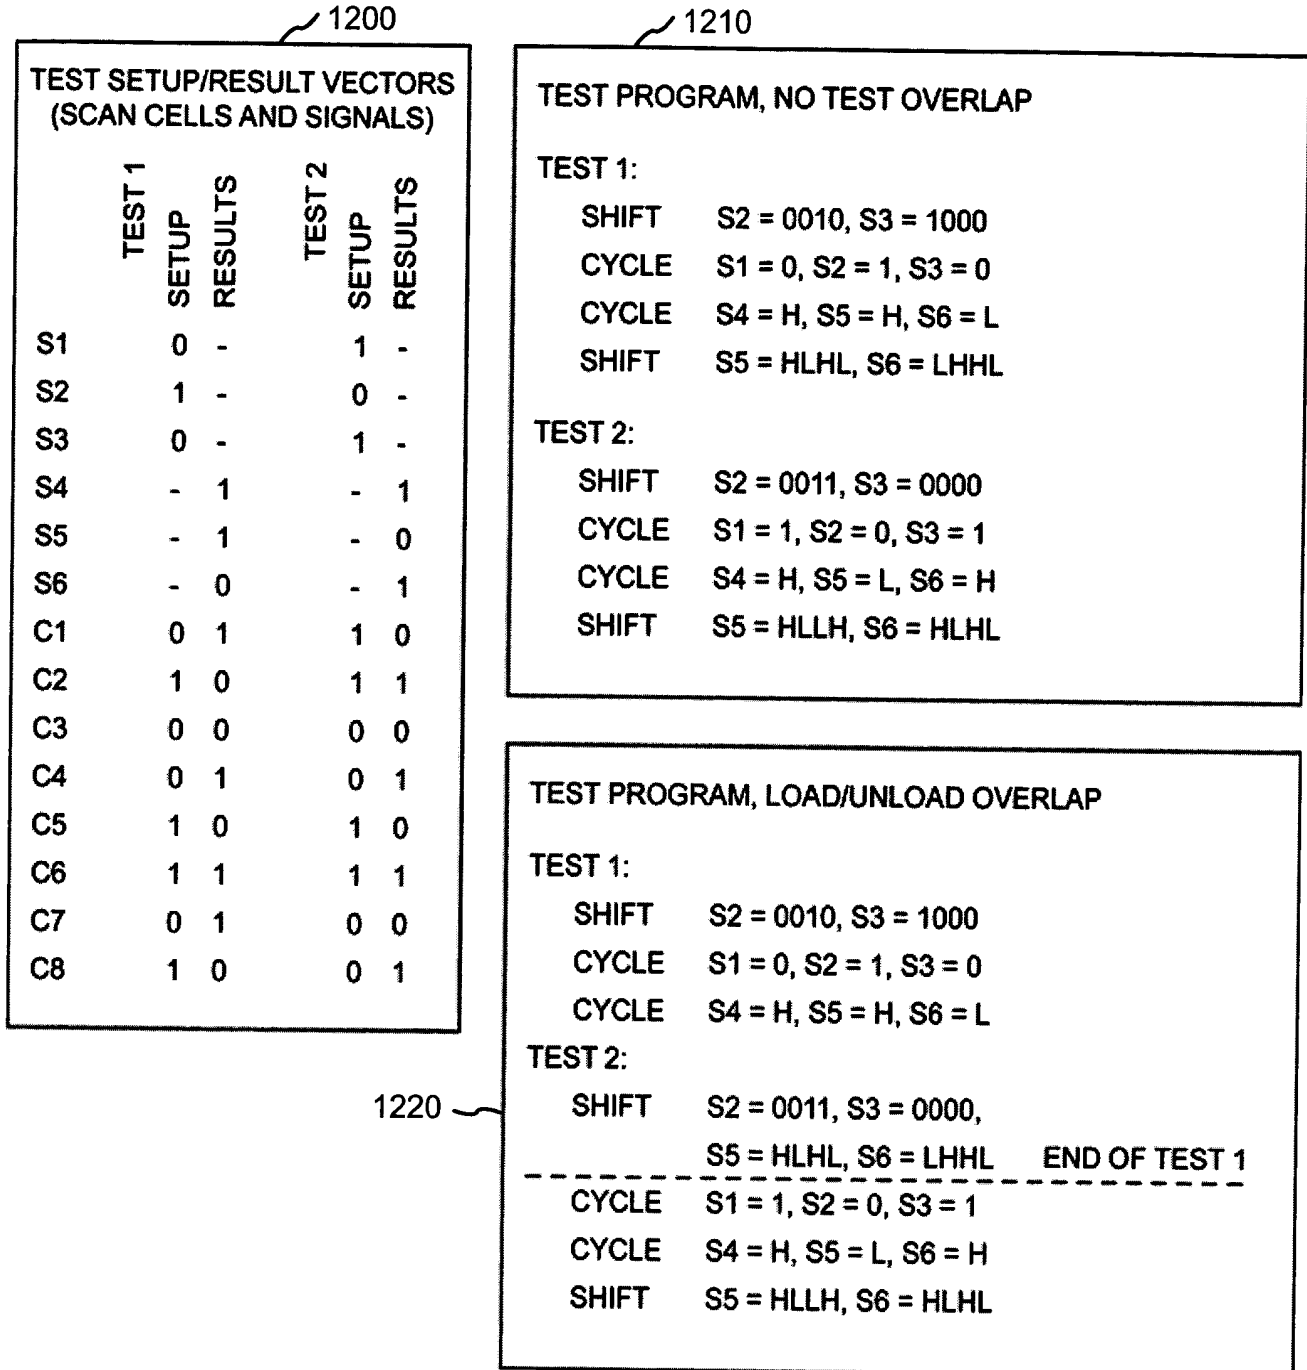 1200
TEST SETUP/RESULT VECTORS
(SCAN CELLS AND SIGNALS)
TEST 1
SETUP
RESULTS
TEST 2
SETUP
RESULTS
S1 0 - 1 -
S2 1 - 0 -
S3 0 - 1 -
S4 - 1 - 1
S5 - 1 - 0
S6 - 0 - 1
C1 0 1 1 0
C2 1 0 1 1
C3 0 0 0 0
C4 0 1 0 1
C5 1 0 1 0
C6 1 1 1 1
C7 0 1 0 0
C8 1 0 0 1
1210
TEST PROGRAM, NO TEST OVERLAP
TEST 1:
SHIFT S2 = 0010, S3 = 1000
CYCLE S1 = 0, S2 = 1, S3 = 0
CYCLE S4 = H, S5 = H, S6 = L
SHIFT S5 = HLHL, S6 = LHHL
TEST 2:
SHIFT S2 = 0011, S3 = 0000
CYCLE S1 = 1, S2 = 0, S3 = 1
CYCLE S4 = H, S5 = L, S6 = H
SHIFT S5 = HLLH, S6 = HLHL
1220
TEST PROGRAM, LOAD/UNLOAD OVERLAP
TEST 1:
SHIFT S2 = 0010, S3 = 1000
CYCLE S1 = 0, S2 = 1, S3 = 0
CYCLE S4 = H, S5 = H, S6 = L
TEST 2:
SHIFT S2 = 0011, S3 = 0000,
S5 = HLHL, S6 = LHHL END OF TEST 1
CYCLE S1 = 1, S2 = 0, S3 = 1
CYCLE S4 = H, S5 = L, S6 = H
SHIFT S5 = HLLH, S6 = HLHL